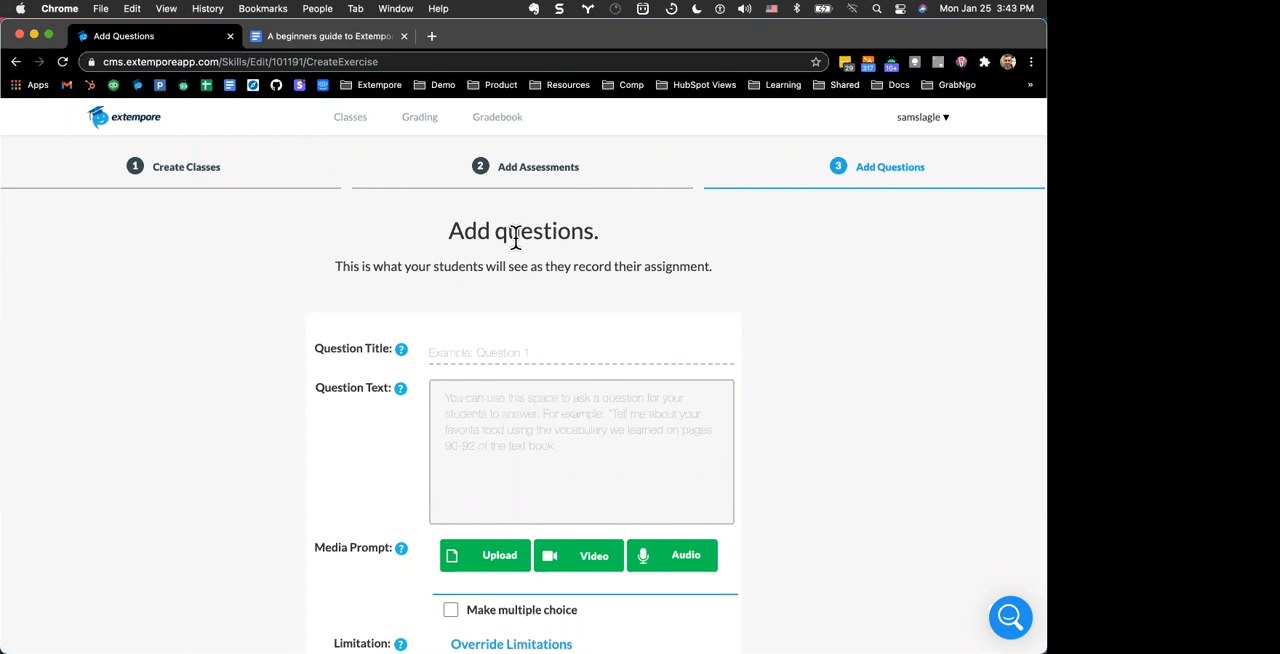 Chrome File Edit View History Bookmarks People Tab Window Help Mon Jan 25 3:43 PM
Add Questions A beginners guide to Extempo
cms.extemporeapp.com/Skills/Edit/101191/CreateExercise 29 317 10+
Apps Extempore Demo Product Resources Comp HubSpot Views Learning Shared Docs GrabNgo »
extempore Classes Grading Gradebook samslagle ▼
1 Create Classes 2 Add Assessments 3 Add Questions
Add questions.
This is what your students will see as they record their assignment.
Question Title: ? Example: Question 1
Question Text: ? You can use this space to ask a question for your
students to answer. For example: "Tell me about your
favorite food using the vocabulary we learned on pages
90-92 of the text book
Media Prompt: ? Upload Video Audio
Make multiple choice
Limitation: ? Override Limitations